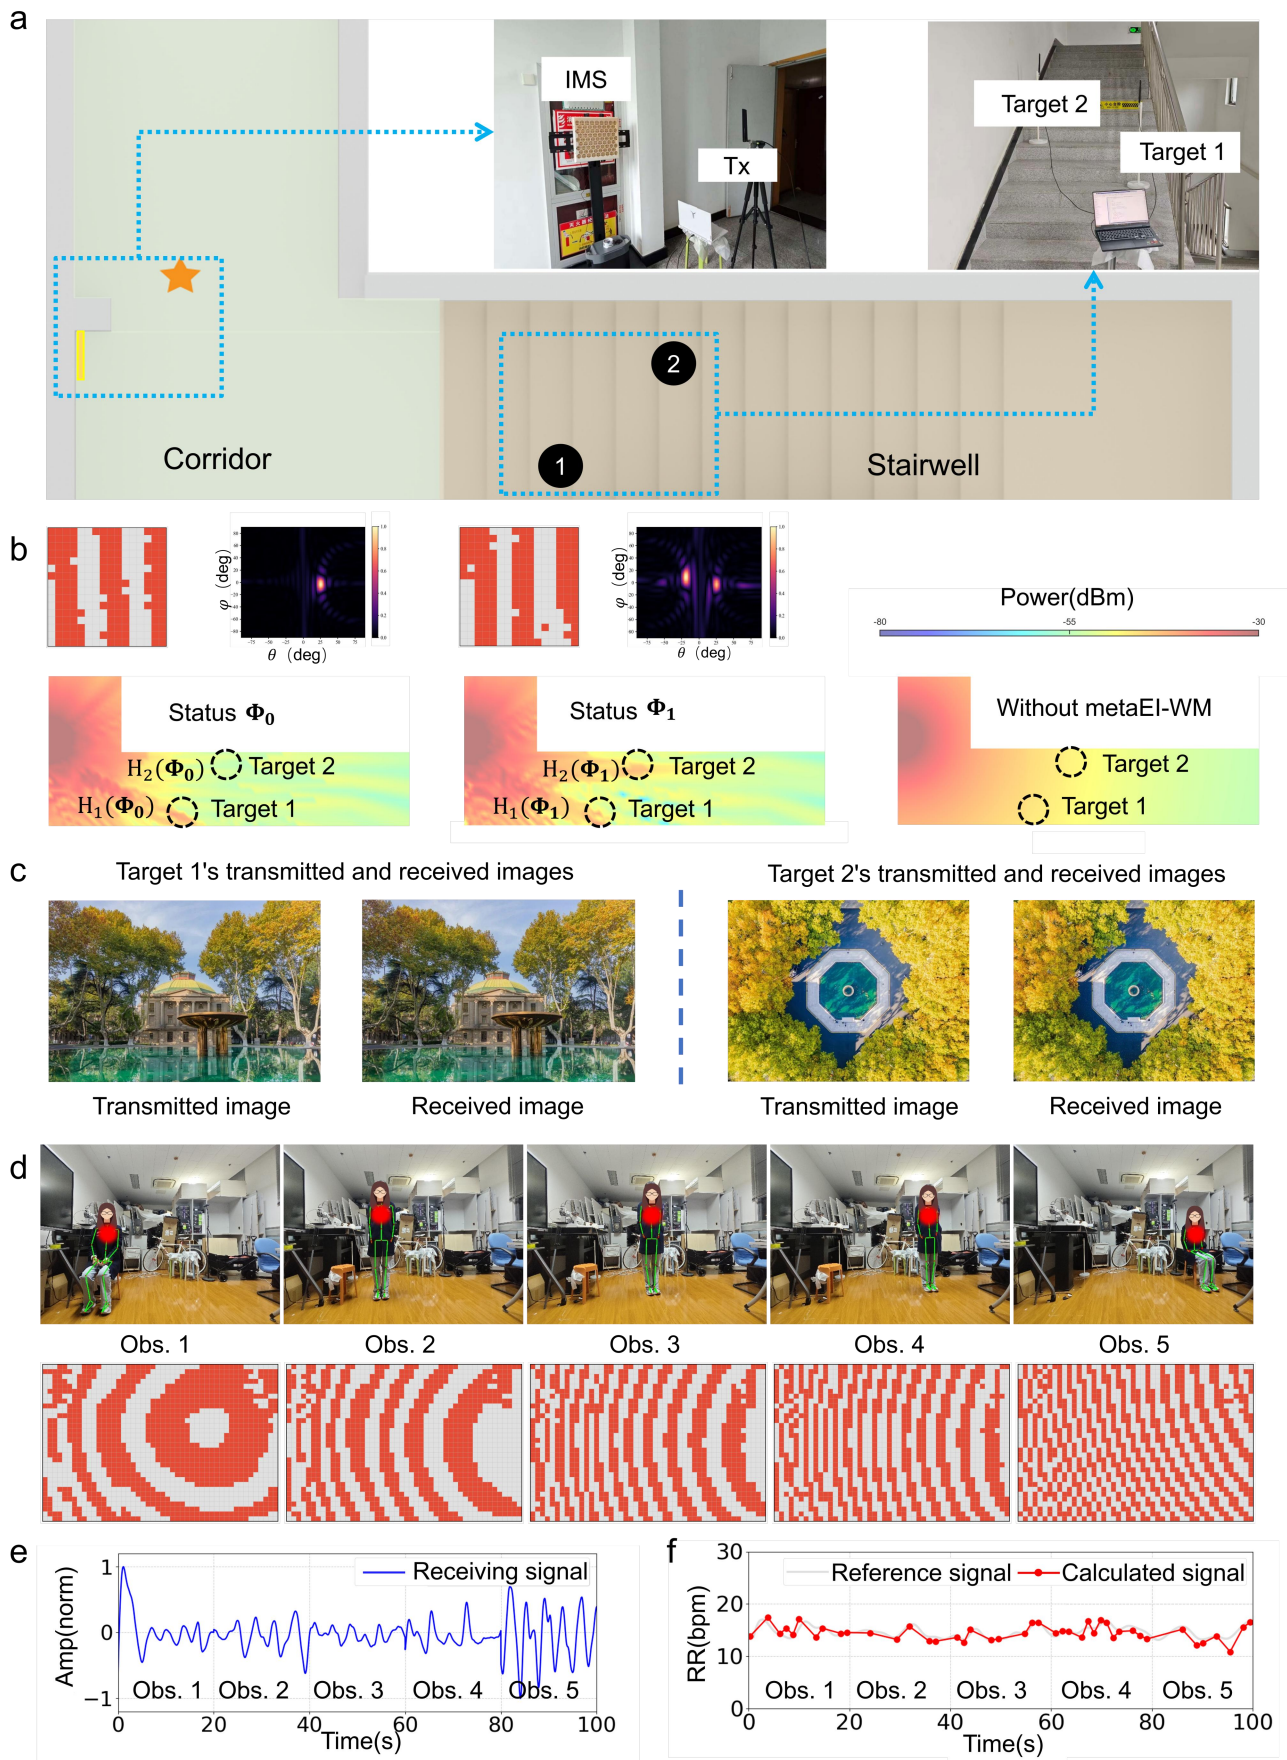 a
IMS
Tx
Target 2
Target 1
2
1
Corridor
Stairwell
b
φ (deg)
θ (deg)
φ (deg)
θ (deg)
Power(dBm)
-80
-55
-30
Status Φ₀
H₂(Φ₀)
Target 2
H₁(Φ₀)
Target 1
Status Φ₁
H₂(Φ₁)
Target 2
H₁(Φ₁)
Target 1
Without metaEI-WM
Target 2
Target 1
c
Target 1's transmitted and received images
Target 2's transmitted and received images
Transmitted image
Received image
Transmitted image
Received image
d
Obs. 1
Obs. 2
Obs. 3
Obs. 4
Obs. 5
e
Amp(norm)
1
0
−1
Receiving signal
Obs. 1
Obs. 2
Obs. 3
Obs. 4
Obs. 5
0
20
40
60
80
100
Time(s)
f
RR(bpm)
30
20
10
0
Reference signal
Calculated signal
Obs. 1
Obs. 2
Obs. 3
Obs. 4
Obs. 5
0
20
40
60
80
100
Time(s)